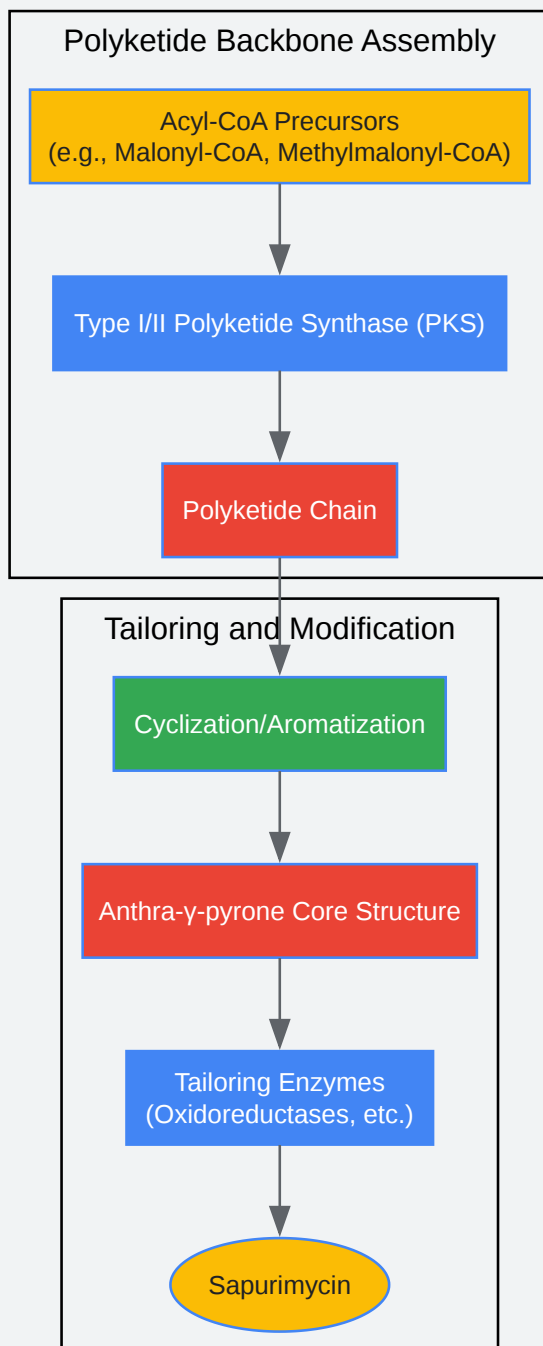 Polyketide Backbone Assembly
Acyl-CoA Precursors
(e.g., Malonyl-CoA, Methylmalonyl-CoA)
Type I/II Polyketide Synthase (PKS)
Polyketide Chain
Tailoring and Modification
Cyclization/Aromatization
Anthra-γ-pyrone Core Structure
Tailoring Enzymes
(Oxidoreductases, etc.)
Sapurimycin